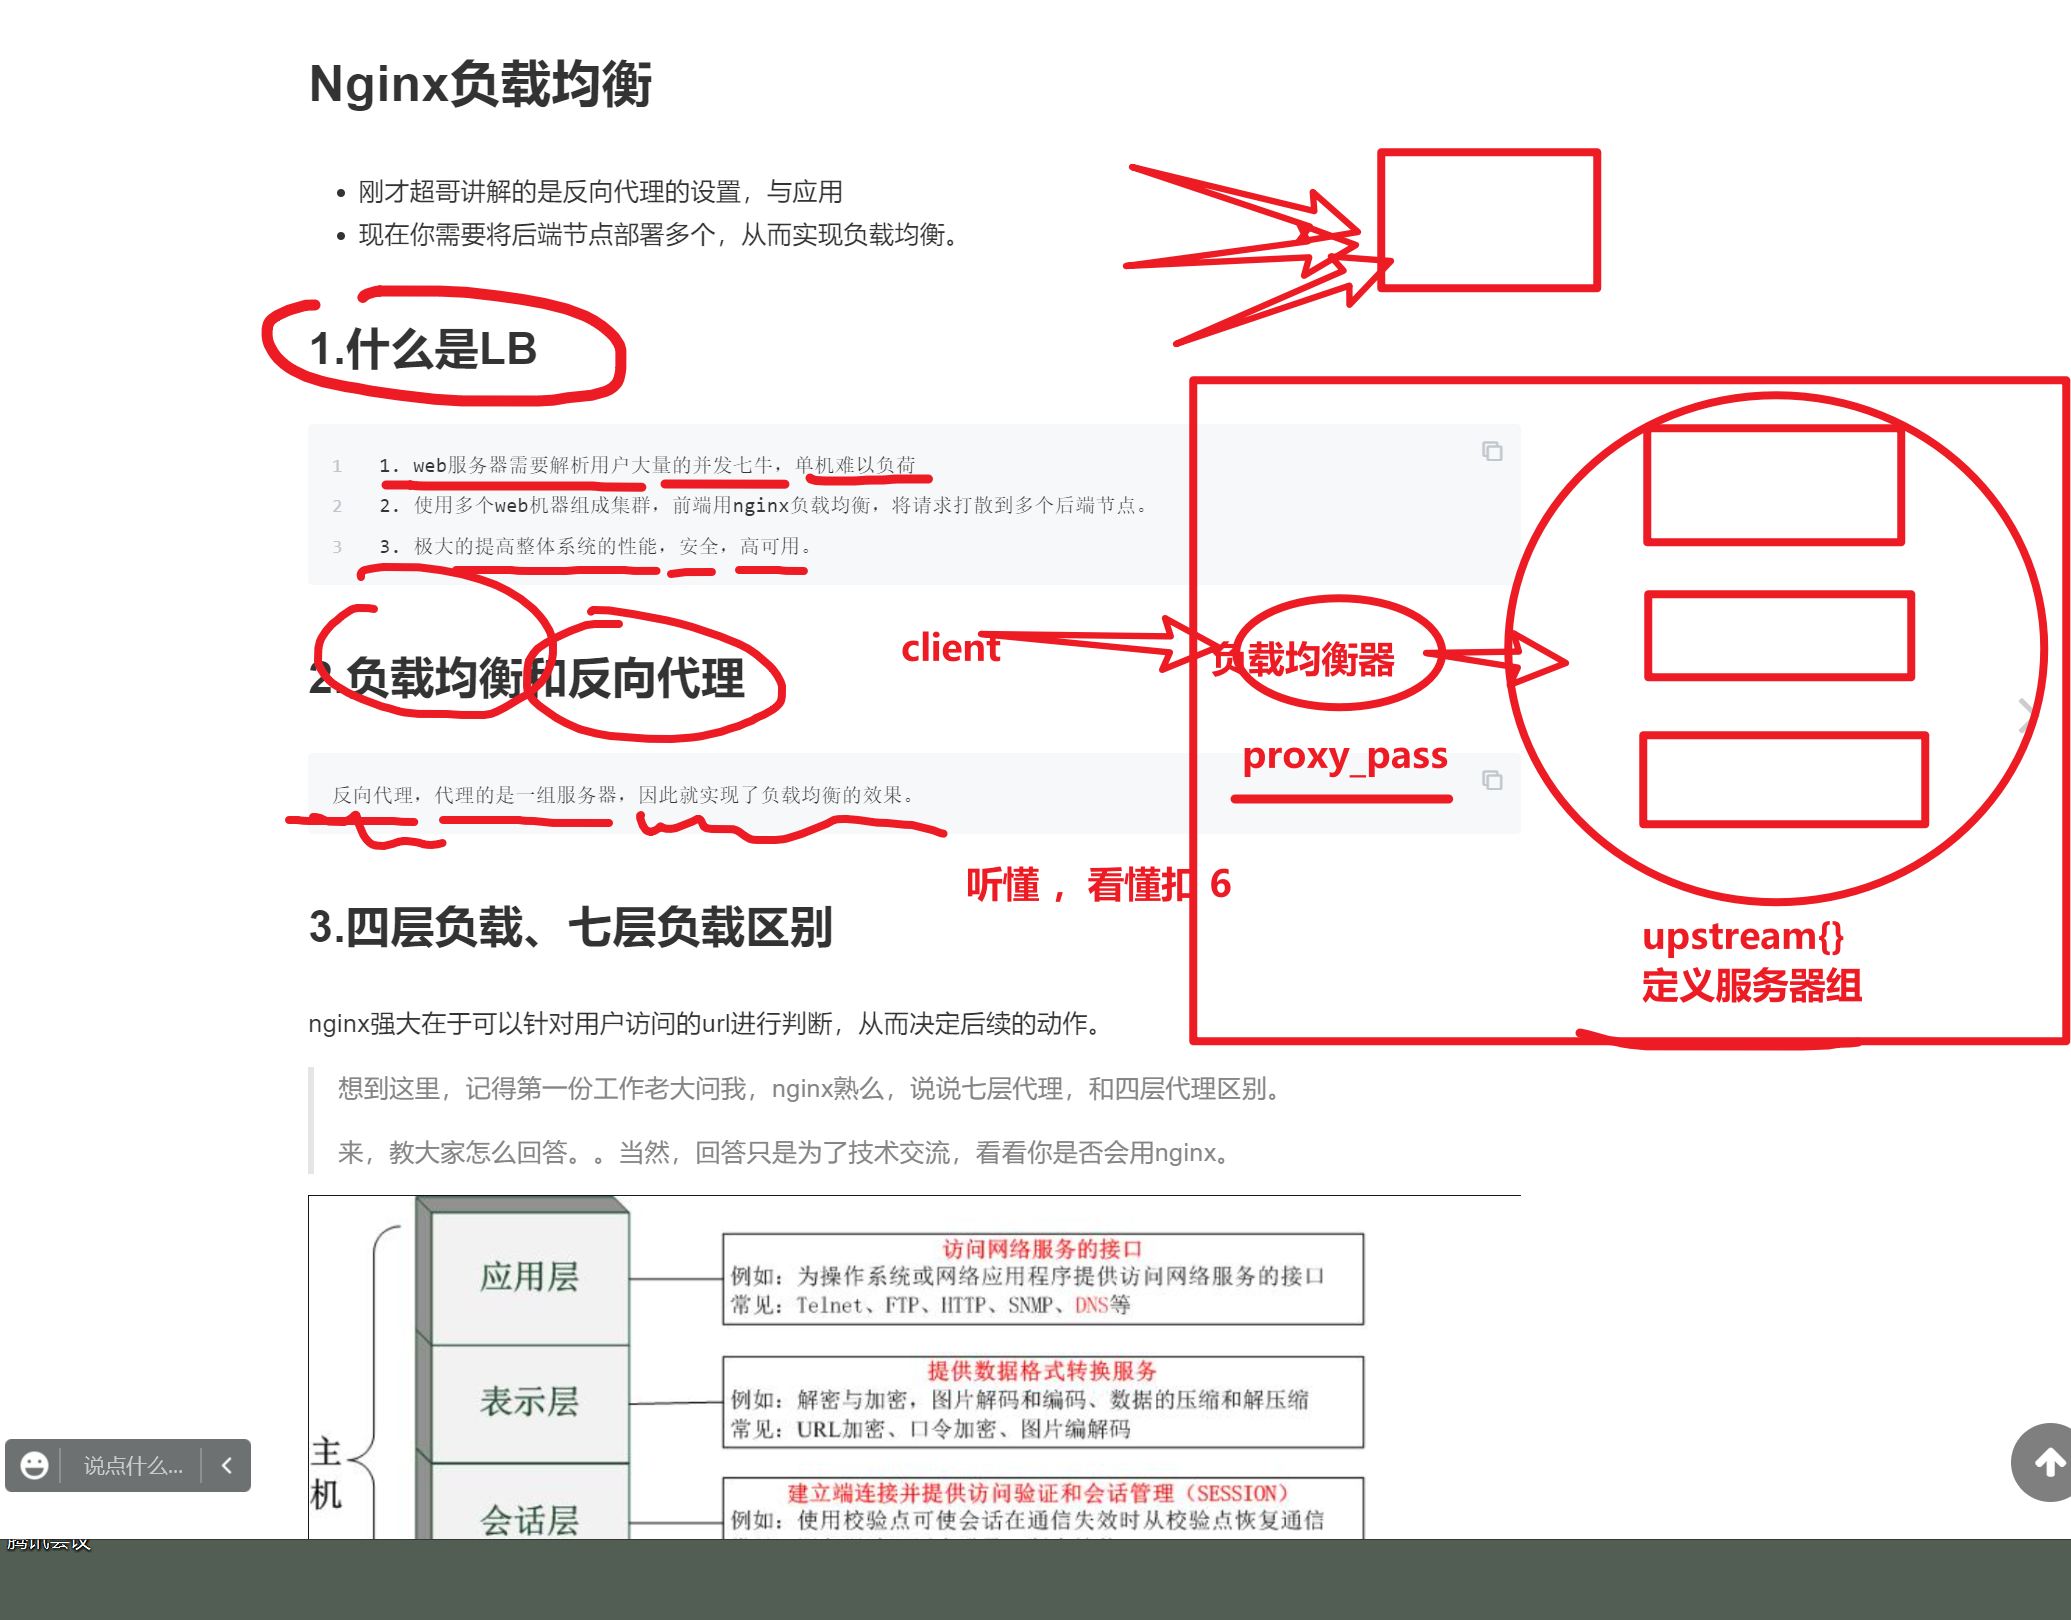 Nginx负载均衡
刚才超哥讲解的是反向代理的设置，与应用
现在你需要将后端节点部署多个，从而实现负载均衡。
1.什么是LB
1 1. web服务器需要解析用户大量的并发七牛，单机难以负荷
2 2. 使用多个web机器组成集群，前端用nginx负载均衡，将请求打散到多个后端节点。
3 3. 极大的提高整体系统的性能，安全，高可用。
2.负载均衡和反向代理
client
负载均衡器
proxy_pass
反向代理，代理的是一组服务器，因此就实现了负载均衡的效果。
听懂，看懂扣 6
upstream{}
定义服务器组
3.四层负载、七层负载区别
nginx强大在于可以针对用户访问的url进行判断，从而决定后续的动作。
想到这里，记得第一份工作老大问我，nginx熟么，说说七层代理，和四层代理区别。
来，教大家怎么回答。。当然，回答只是为了技术交流，看看你是否会用nginx。
主机
应用层
访问网络服务的接口
例如：为操作系统或网络应用程序提供访问网络服务的接口
常见：Telnet、FTP、HTTP、SNMP、DNS等
表示层
提供数据格式转换服务
例如：解密与加密，图片解码和编码、数据的压缩和解压缩
常见：URL加密、口令加密、图片编解码
会话层
建立端连接并提供访问验证和会话管理（SESSION）
例如：使用校验点可使会话在通信失效时从校验点恢复通信
说点什么...
腾讯会议